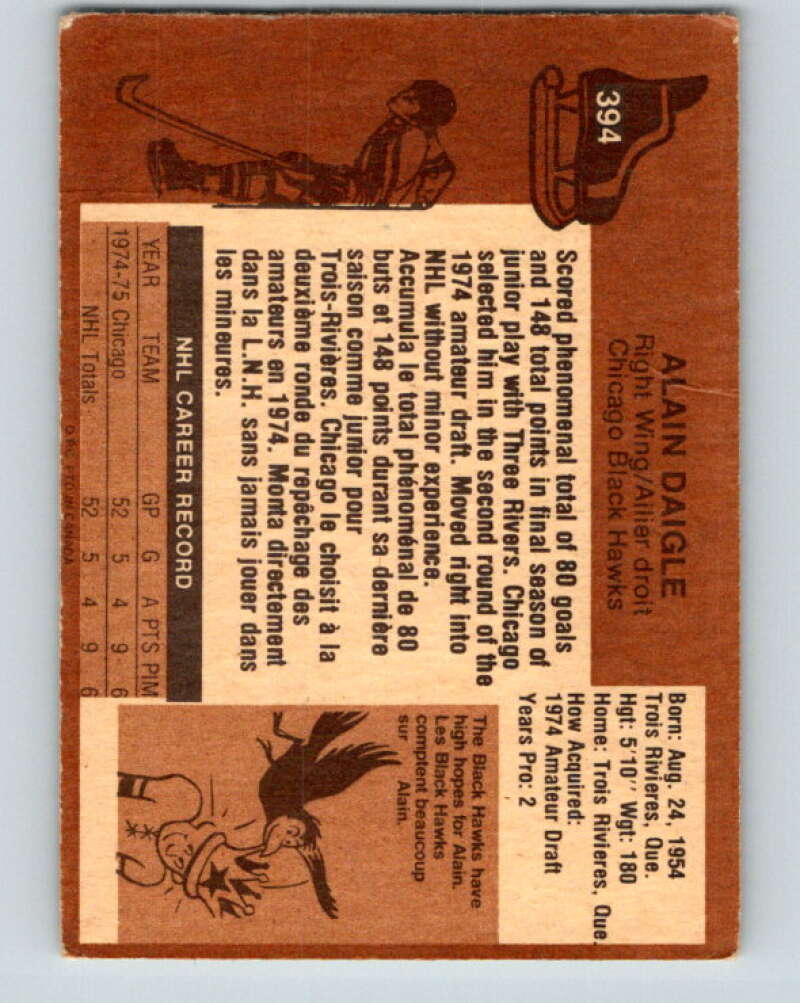 394
ALAIN DAIGLE
Right Wing/Ailier droit
Chicago Black Hawks
Born: Aug. 24, 1954
Trois Rivieres, Que.
Hgt: 5'10'' Wgt: 180
Home: Trois Rivieres, Que.
How Acquired:
1974 Amateur Draft
Years Pro: 2
Scored phenomenal total of 80 goals
and 148 total points in final season of
junior play with Three Rivers. Chicago
selected him in the second round of the
1974 amateur draft. Moved right into
NHL without minor experience.
Accumula le total phénoménal de 80
buts et 148 points durant sa dernière
saison comme junior pour
Trois-Rivières. Chicago le choisit à la
deuxième ronde du repêchage des
amateurs en 1974. Monta directement
dans la L.N.H. sans jamais jouer dans
les mineures.
The Black Hawks have
high hopes for Alain.
Les Black Hawks
comptent beaucoup
sur Alain.
NHL CAREER RECORD
YEAR TEAM GP G A PTS PIM
1974-75 Chicago 52 5 4 9 6
NHL Totals 52 5 4 9 6